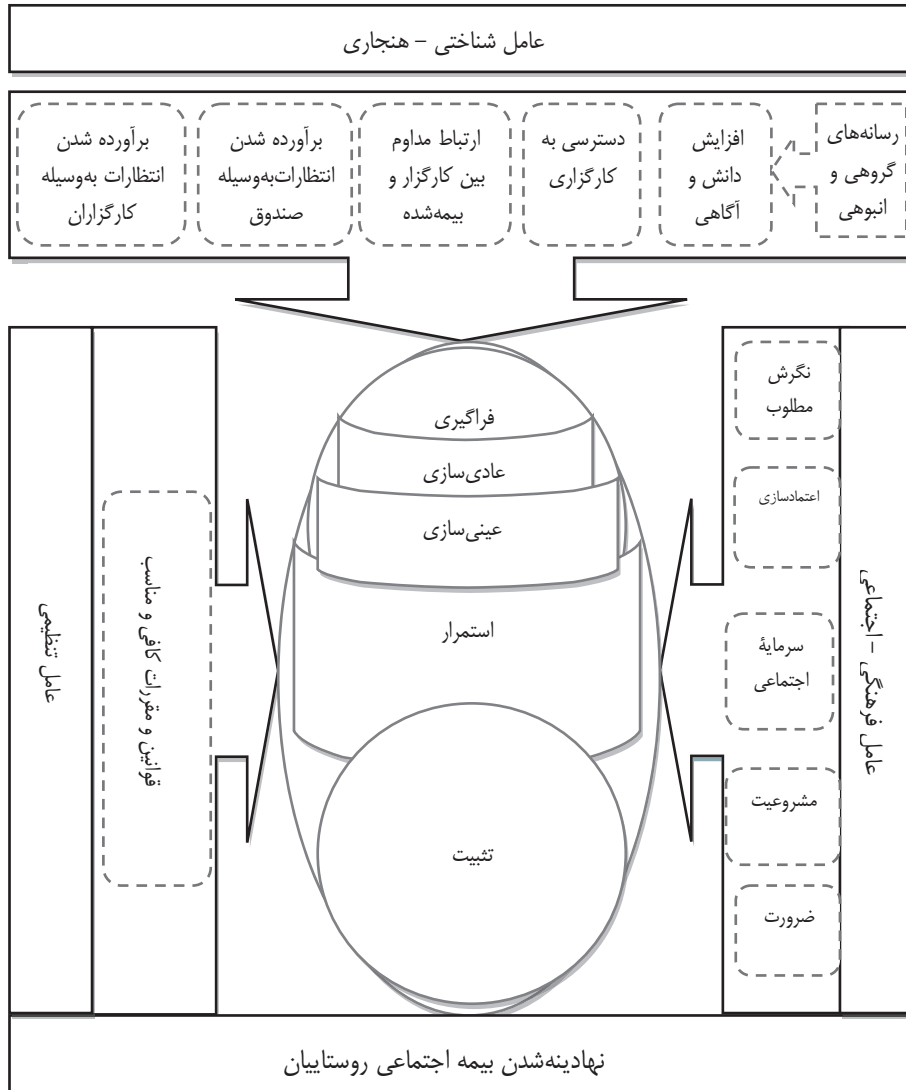 عامل شناختی – هنجاری
رسانه‌های
گروهی و
انبوهی
افزایش
دانش و
آگاهی
دسترسی به
کارگزاری
ارتباط مداوم
بین کارگزار و
بیمه‌شده
برآورده شدن
انتظارات به‌وسیله
صندوق
برآورده شدن
انتظارات به‌وسیله
کارگزاران
عامل فرهنگی – اجتماعی
نگرش
مطلوب
اعتمادسازی
سرمایهٔ
اجتماعی
مشروعیت
ضرورت
فراگیری
عادی‌سازی
عینی‌سازی
استمرار
تثبیت
قوانین و مقررات کافی و مناسب
عامل تنظیمی
نهادینه‌شدن بیمه اجتماعی روستاییان